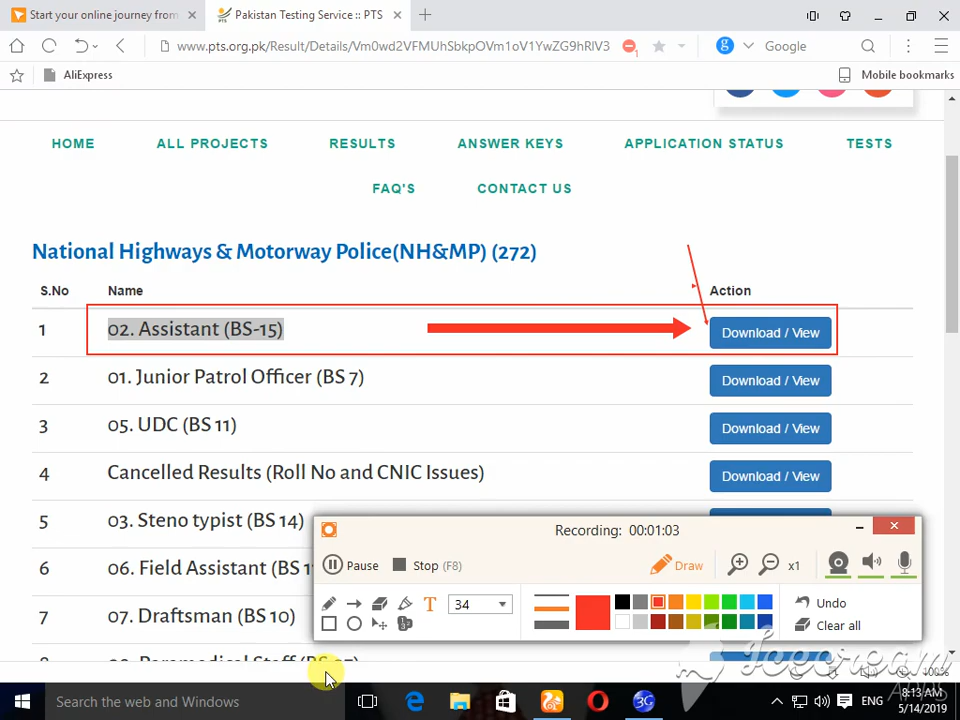 Start your online journey from
Pakistan Testing Service :: PTS
www.pts.org.pk/Result/Details/Vm0wd2VFMUhSbkpOVm1oV1YwZG9hRlV3
1
g
Google
AliExpress
Mobile bookmarks
HOME
ALL PROJECTS
RESULTS
ANSWER KEYS
APPLICATION STATUS
TESTS
FAQ'S
CONTACT US
National Highways & Motorway Police(NH&MP) (272)
S.No Name Action
1 02. Assistant (BS-15) Download / View
2 01. Junior Patrol Officer (BS 7) Download / View
3 05. UDC (BS 11) Download / View
4 Cancelled Results (Roll No and CNIC Issues) Download / View
5 03. Steno typist (BS 14)
6 06. Field Assistant (BS
7 07. Draftsman (BS 10)
Recording: 00:01:03
Pause
Stop (F8)
Draw
x1
T
34
Undo
Clear all
Icecream
Apps
100%
Search the web and Windows
3G
ENG
8:13 AM
5/14/2019